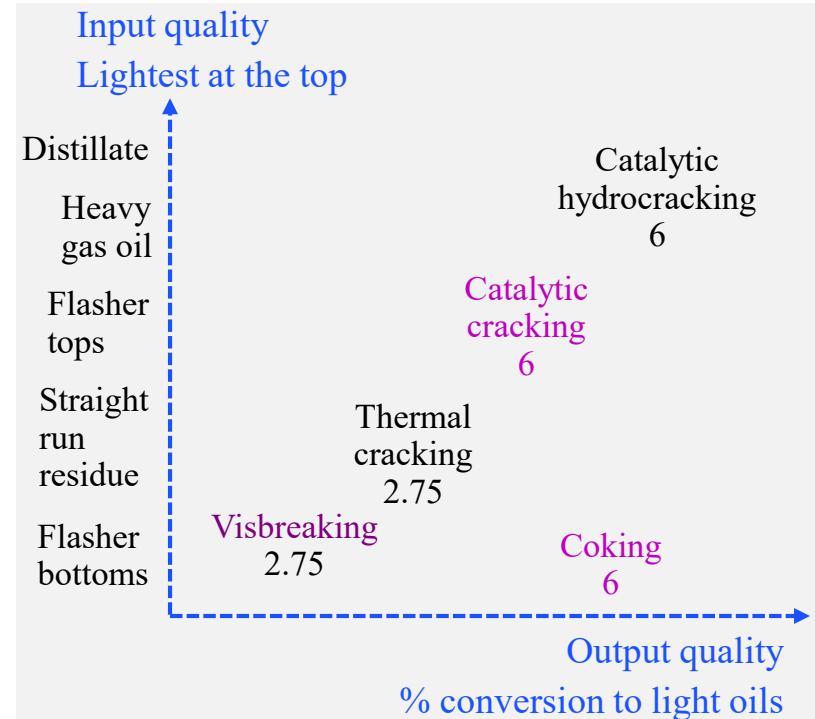 Input quality
Lightest at the top
Distillate
Heavy
gas oil
Flasher
tops
Straight
run
residue
Flasher
bottoms
Catalytic
hydrocracking
6
Catalytic
cracking
6
Thermal
cracking
2.75
Visbreaking
2.75
Coking
6
Output quality
% conversion to light oils